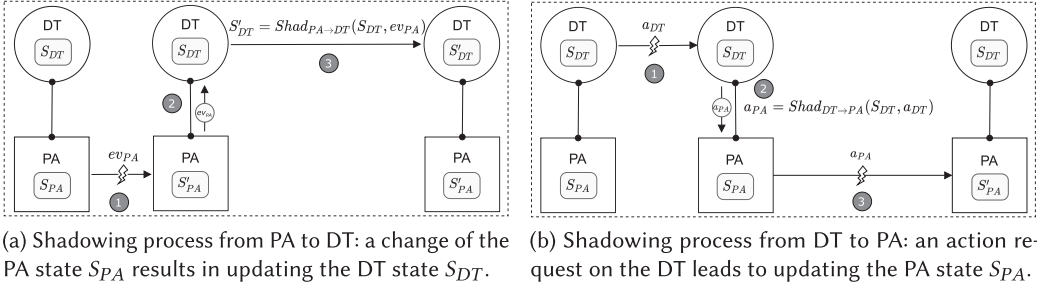 DT
S_DT
PA
S_PA
ev_PA
1
DT
S_DT
2
ev_PA
PA
S'_PA
S'_DT = Shad_PA→DT(S_DT, ev_PA)
3
DT
S'_DT
PA
S'_PA
(a) Shadowing process from PA to DT: a change of the
PA state S_PA results in updating the DT state S_DT.
DT
S_DT
PA
S_PA
a_DT
1
DT
S_DT
2
a_PA
a_PA = Shad_DT→PA(S_DT, a_DT)
PA
S_PA
a_PA
3
DT
S_DT
PA
S'_PA
(b) Shadowing process from DT to PA: an action re-
quest on the DT leads to updating the PA state S_PA.